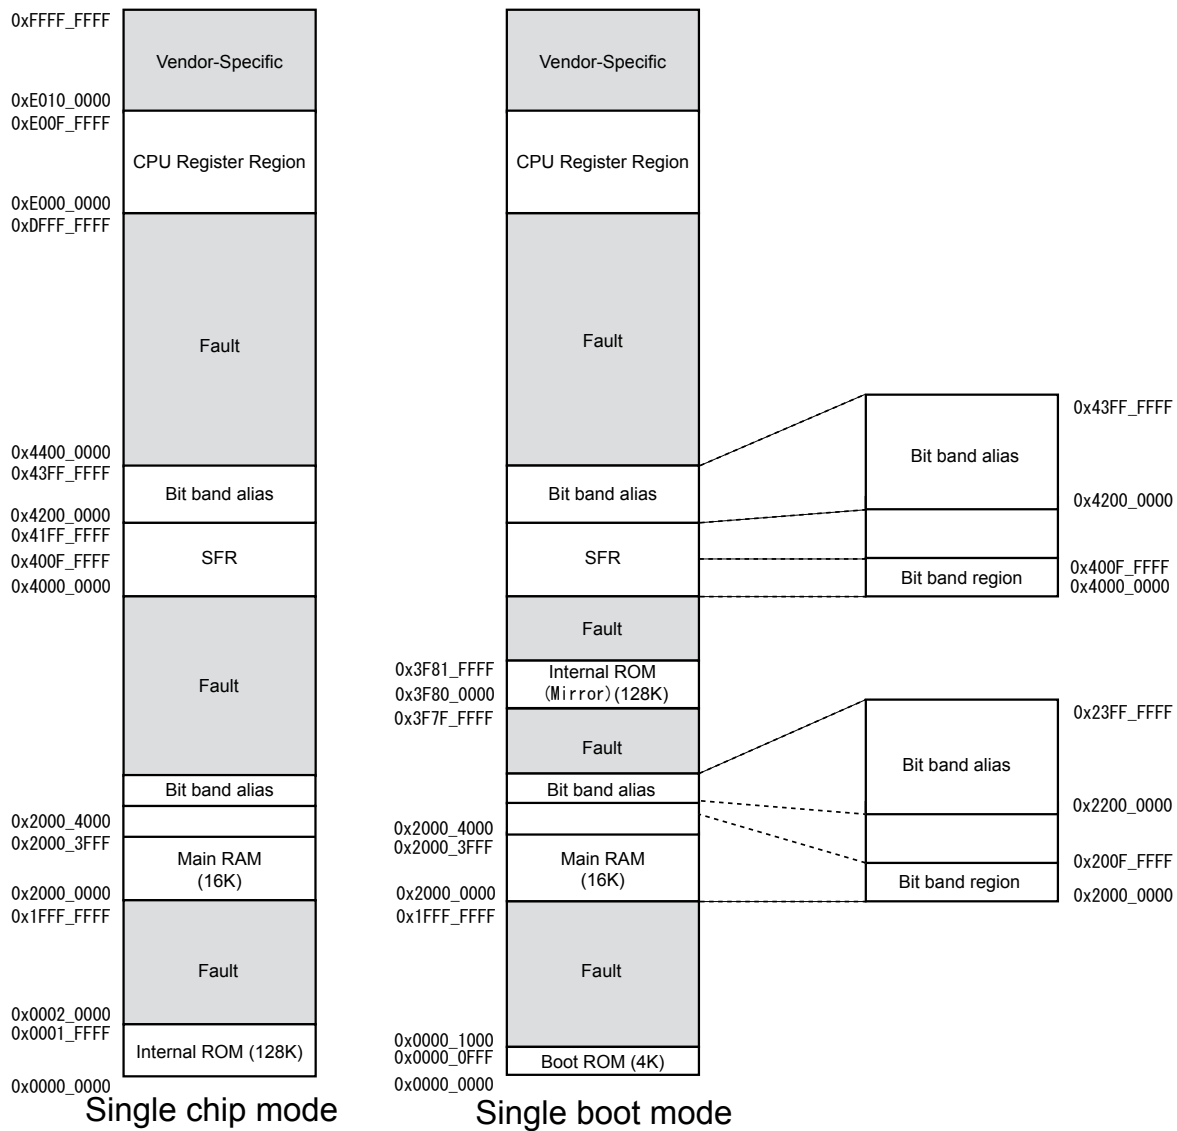 0xFFFF_FFFF
Vendor-Specific
0xE010_0000
0xE00F_FFFF
CPU Register Region
0xE000_0000
0xDFFF_FFFF
Fault
0x4400_0000
0x43FF_FFFF
Bit band alias
0x4200_0000
0x41FF_FFFF
0x400F_FFFF
SFR
0x4000_0000
Fault
Bit band alias
0x2000_4000
0x2000_3FFF
Main RAM
(16K)
0x2000_0000
0x1FFF_FFFF
Fault
0x0002_0000
0x0001_FFFF
Internal ROM (128K)
0x0000_0000
Single chip mode
Vendor-Specific
CPU Register Region
Fault
Bit band alias
SFR
Fault
0x3F81_FFFF
Internal ROM
(Mirror)(128K)
0x3F80_0000
0x3F7F_FFFF
Fault
Bit band alias
0x2000_4000
0x2000_3FFF
Main RAM
(16K)
0x2000_0000
0x1FFF_FFFF
Fault
0x0000_1000
0x0000_0FFF
Boot ROM (4K)
0x0000_0000
Single boot mode
0x43FF_FFFF
Bit band alias
0x4200_0000
0x400F_FFFF
Bit band region
0x4000_0000
0x23FF_FFFF
Bit band alias
0x2200_0000
0x200F_FFFF
Bit band region
0x2000_0000